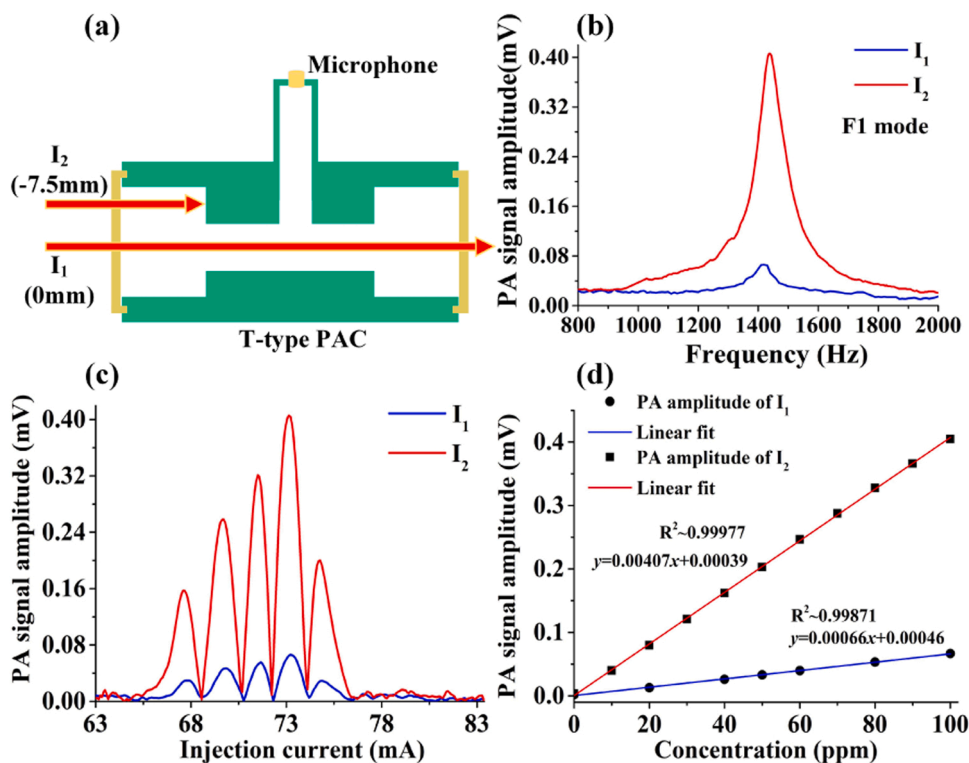 (a)
Microphone
I₂
(-7.5mm)
I₁
(0mm)
T-type PAC
(b)
PA signal amplitude(mV)
0.40
0.32
0.24
0.16
0.08
0.00
I₁
I₂
F1 mode
800 1000 1200 1400 1600 1800 2000
Frequency (Hz)
(c)
PA signal amplitude (mV)
0.40
0.32
0.24
0.16
0.08
0.00
I₁
I₂
63 68 73 78 83
Injection current (mA)
(d)
PA signal amplitude (mV)
0.4
0.3
0.2
0.1
0.0
PA amplitude of I₁
Linear fit
PA amplitude of I₂
Linear fit
R²~0.99977
y=0.00407x+0.00039
R²~0.99871
y=0.00066x+0.00046
0 20 40 60 80 100
Concentration (ppm)